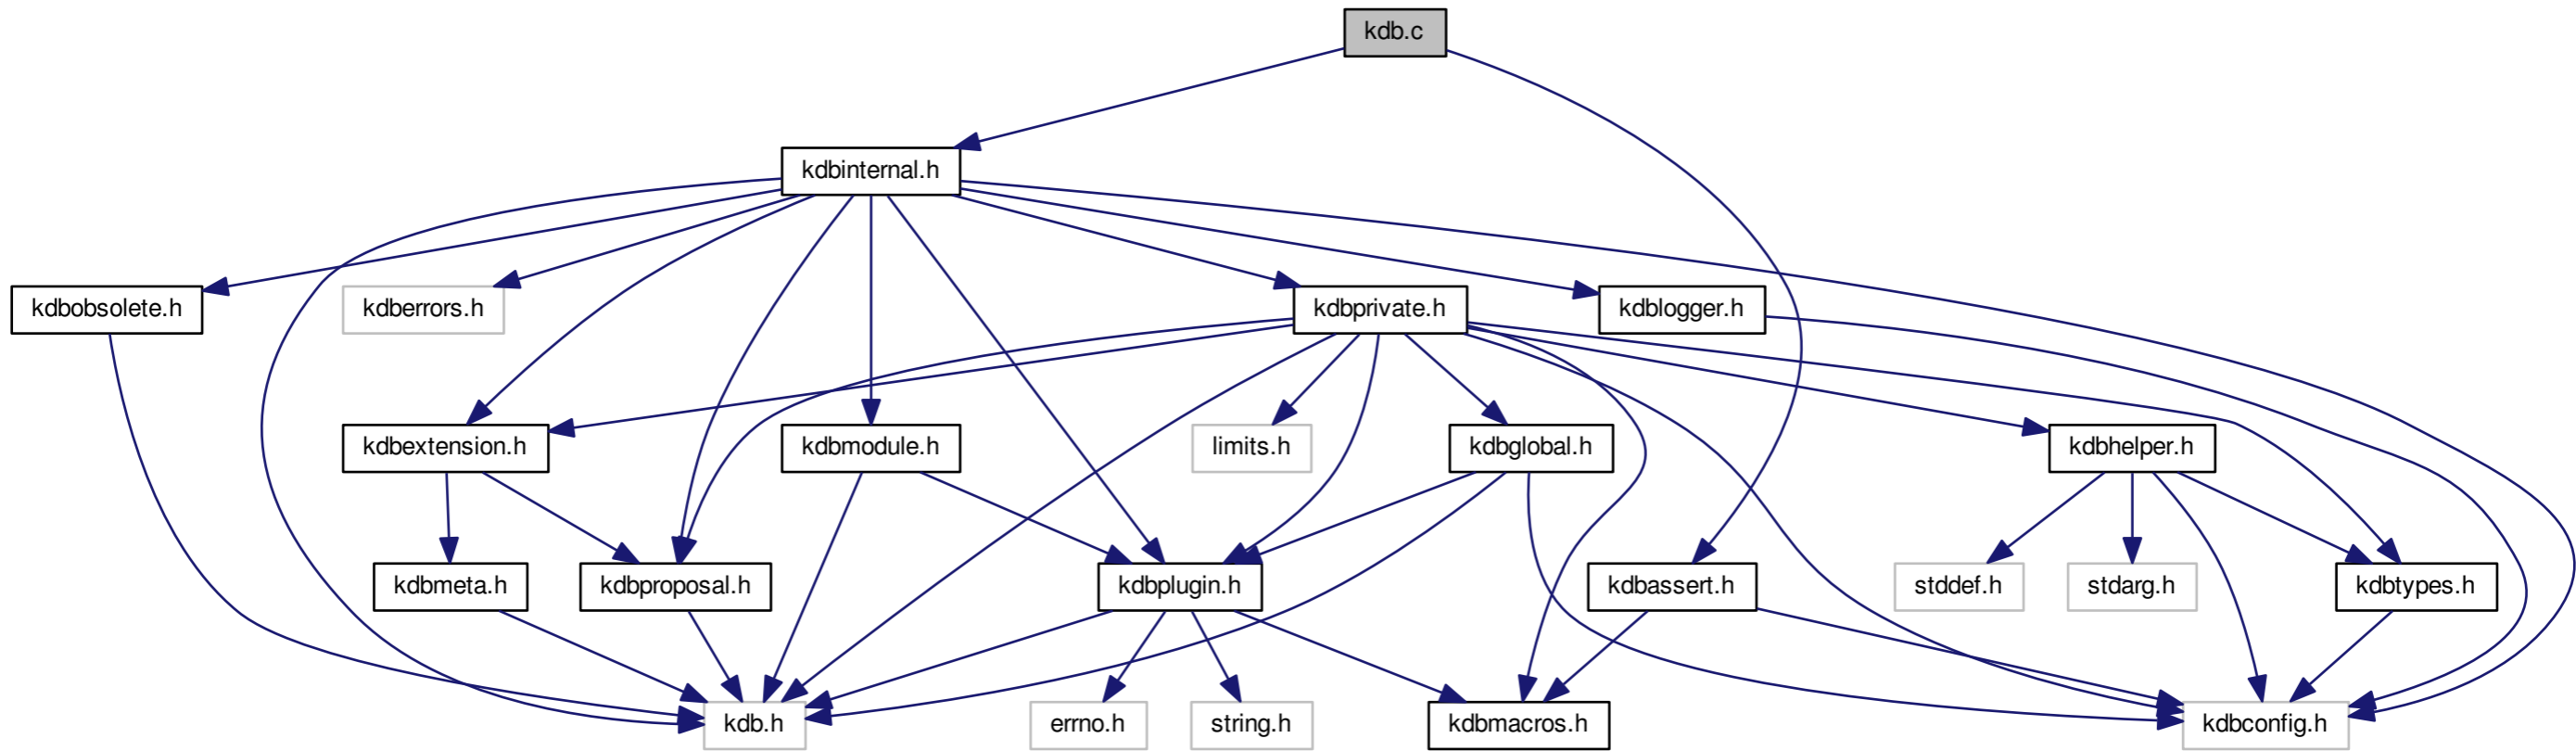 kdb.c
kdbinternal.h
kdbobsolete.h
kdberrors.h
kdbprivate.h
kdblogger.h
kdbextension.h
kdbmodule.h
limits.h
kdbglobal.h
kdbhelper.h
kdbmeta.h
kdbproposal.h
kdbplugin.h
kdbassert.h
stddef.h
stdarg.h
kdbtypes.h
kdb.h
errno.h
string.h
kdbmacros.h
kdbconfig.h